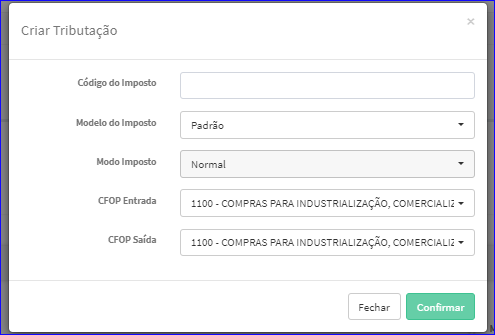 Criar Tributação ×
Código do Imposto
Modelo do Imposto Padrão
Modo Imposto Normal
CFOP Entrada 1100 - COMPRAS PARA INDUSTRIALIZAÇÃO, COMERCIALIZ
CFOP Saída 1100 - COMPRAS PARA INDUSTRIALIZAÇÃO, COMERCIALIZ
Fechar Confirmar